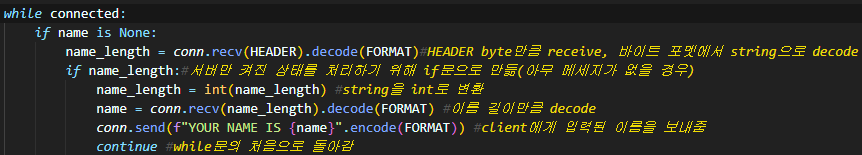 while connected:
if name is None:
name_length = conn.recv(HEADER).decode(FORMAT)#HEADER byte만큼 receive, 바이트 포멧에서 string으로 decode
if name_length:#서버만 켜진 상태를 처리하기 위해 if문으로 만듦(아무 메세지가 없을 경우)
name_length = int(name_length) #string을 int로 변환
name = conn.recv(name_length).decode(FORMAT) #이름 길이만큼 decode
conn.send(f"YOUR NAME IS {name}".encode(FORMAT)) #client에게 입력된 이름을 보내줌
continue #while문의 처음으로 돌아감